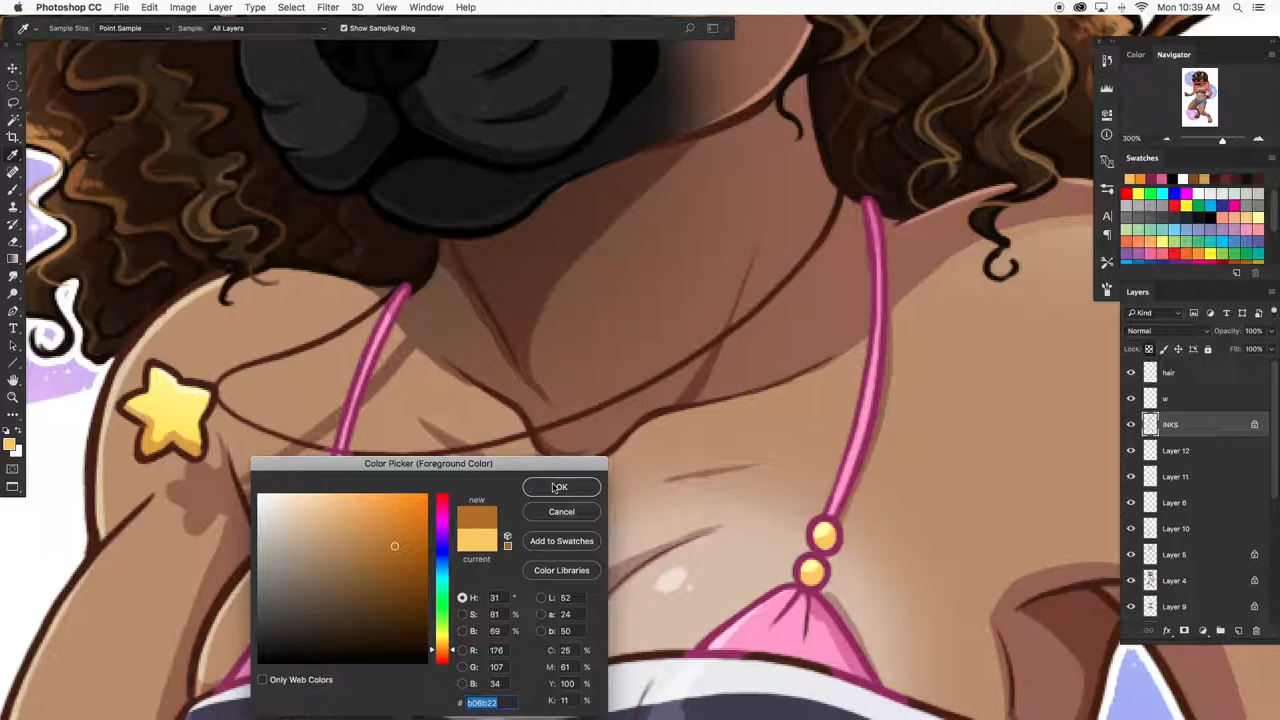 Photoshop CC File Edit Image Layer Type Select Filter 3D View Window Help Mon 10:39 AM
Sample Size: Point Sample Sample: All Layers Show Sampling Ring
Color Navigator
300%
Swatches
Layers
Kind
Normal Opacity: 100%
Lock: Fill: 100%
hair
w
INKS
Layer 12
Layer 11
Layer 6
Layer 10
Layer 5
Layer 4
Layer 9
Color Picker (Foreground Color)
new
current
OK
Cancel
Add to Swatches
Color Libraries
H: 31 ° L: 52
S: 81 % a: 24
B: 69 % b: 50
R: 176 C: 25 %
G: 107 M: 61 %
B: 34 Y: 100 %
# b06b22 K: 11 %
Only Web Colors